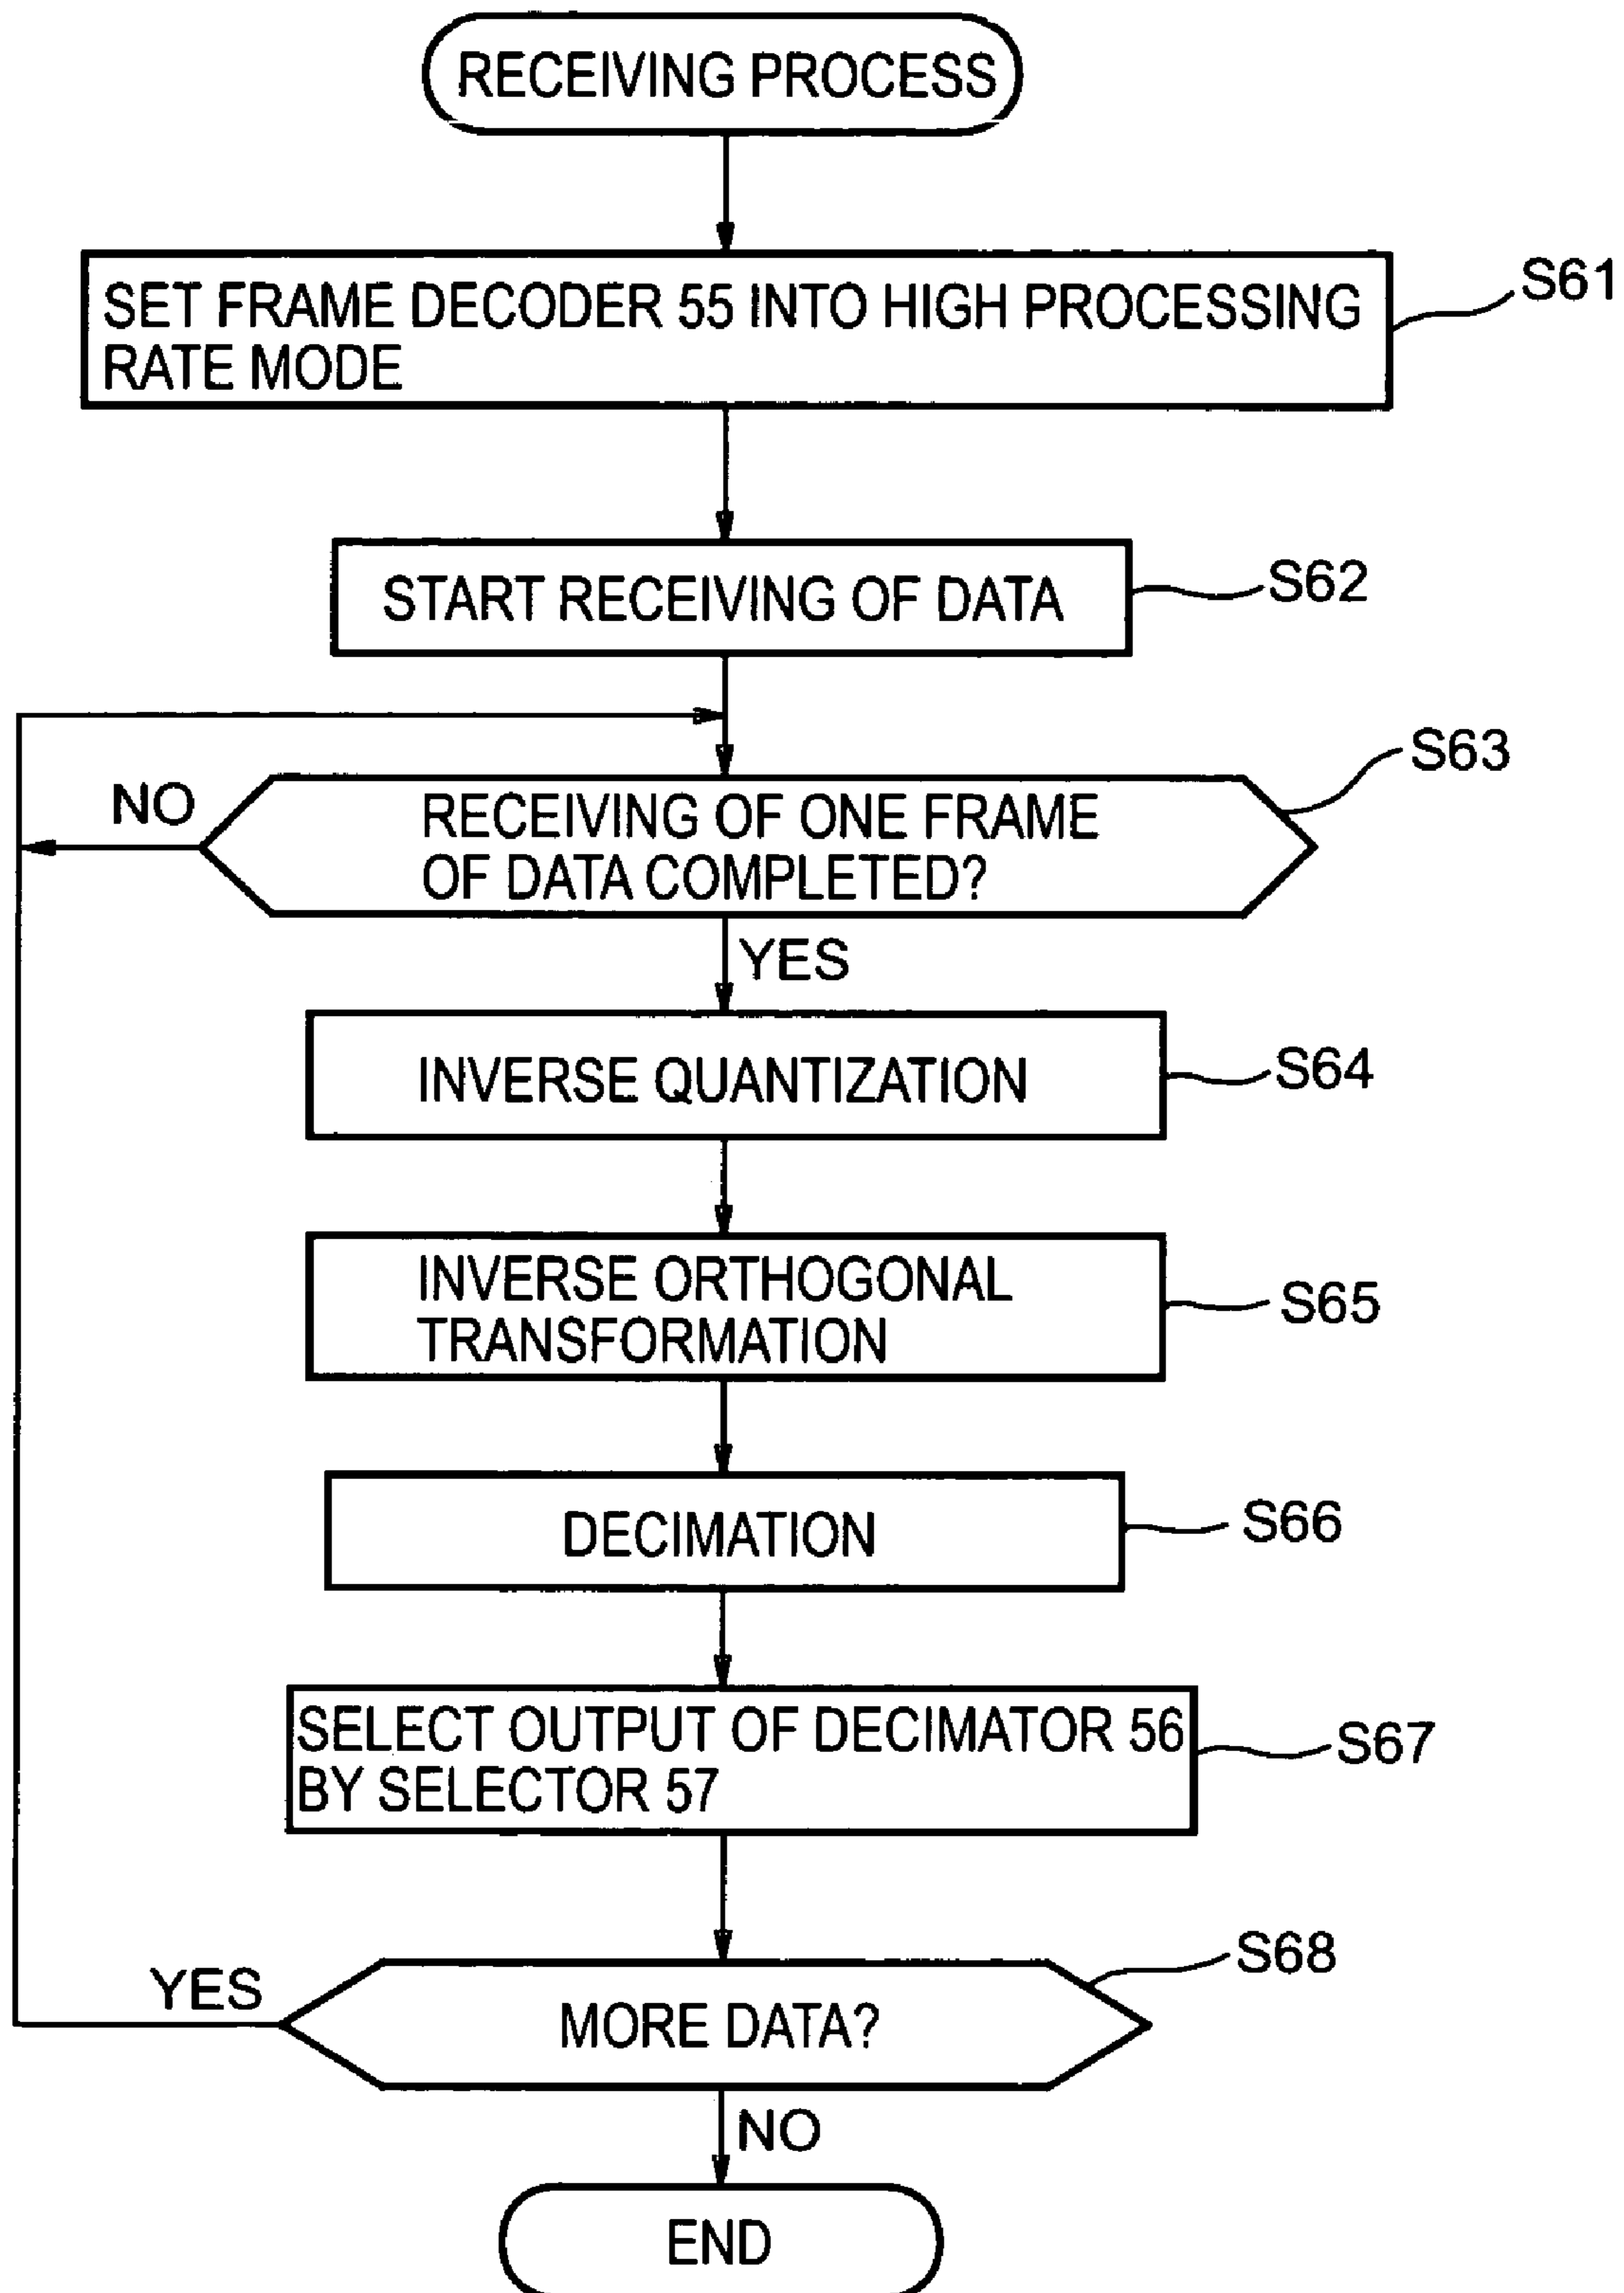 RECEIVING PROCESS
SET FRAME DECODER 55 INTO HIGH PROCESSING
RATE MODE
S61
START RECEIVING OF DATA
S62
S63
NO
RECEIVING OF ONE FRAME
OF DATA COMPLETED?
YES
INVERSE QUANTIZATION
S64
INVERSE ORTHOGONAL
TRANSFORMATION
S65
DECIMATION
S66
SELECT OUTPUT OF DECIMATOR 56
BY SELECTOR 57
S67
S68
YES
MORE DATA?
NO
END